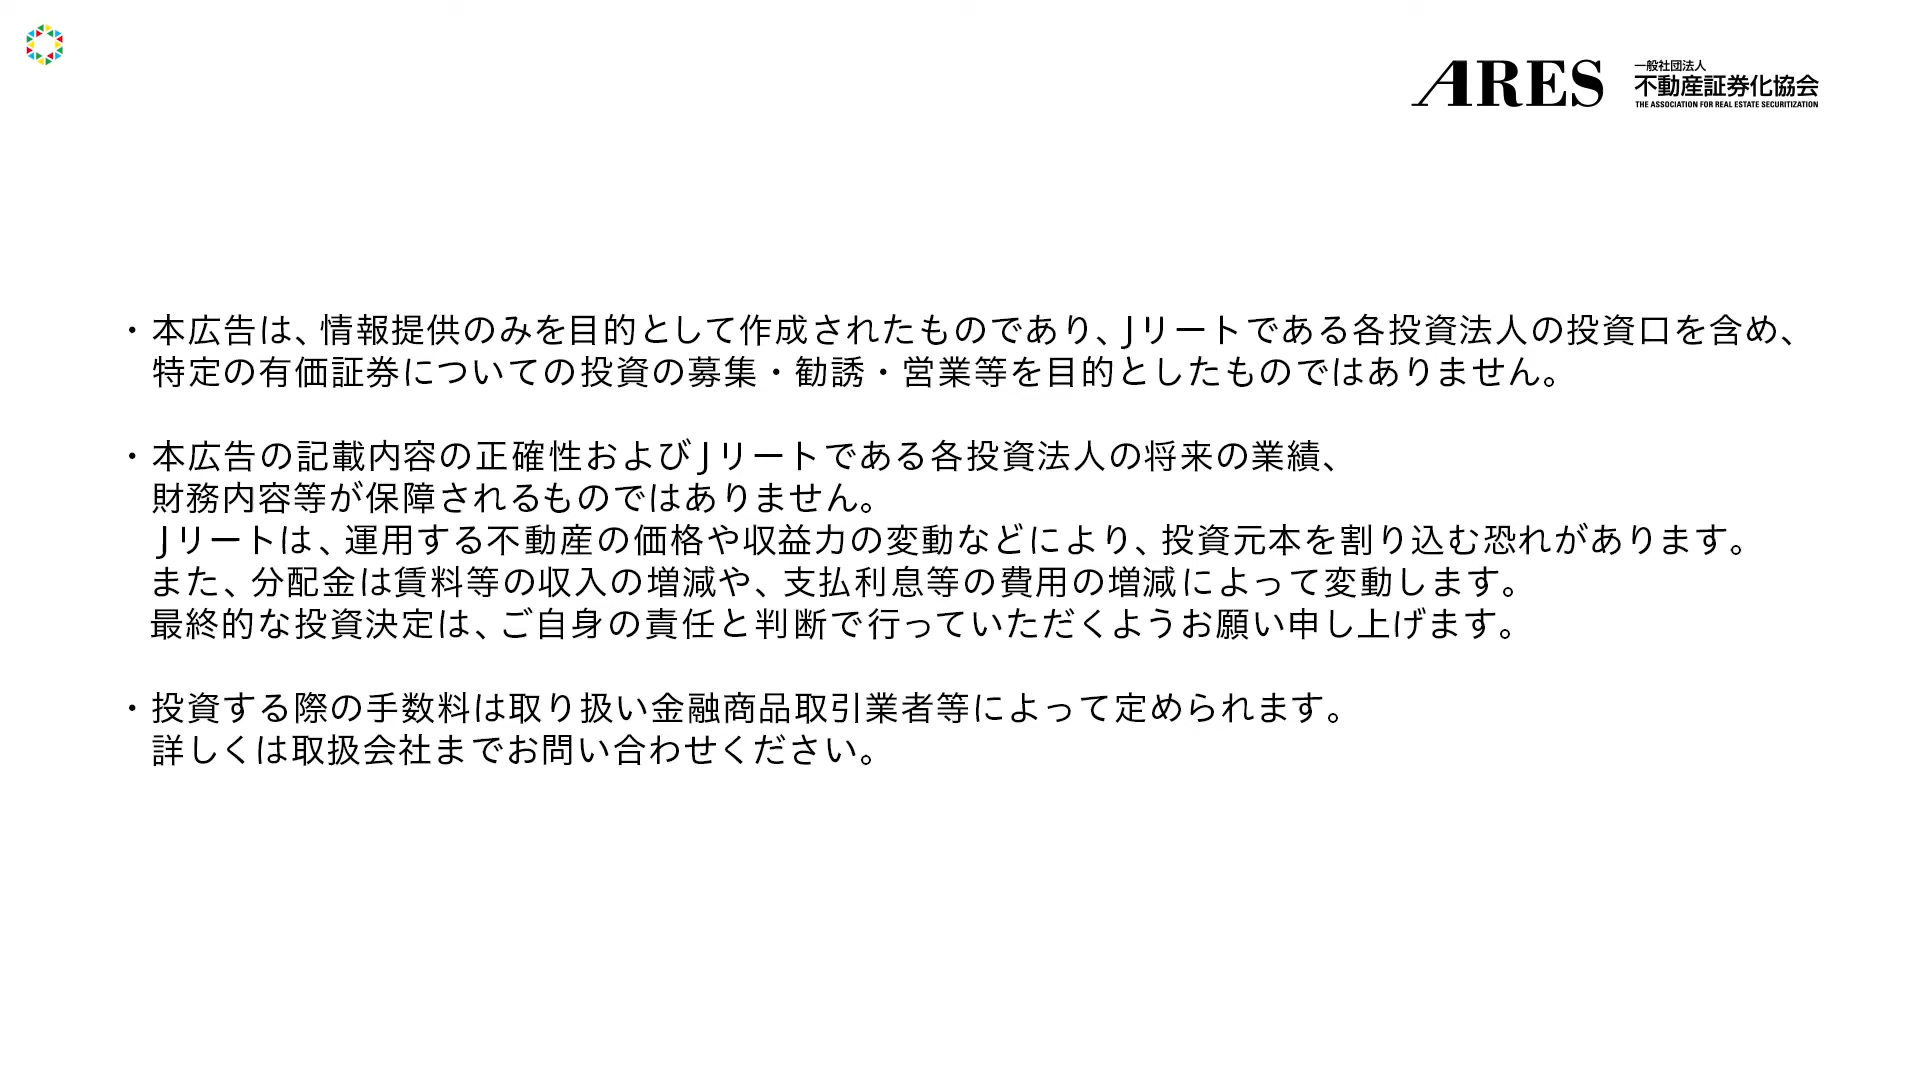 ARES
一般社団法人
不動産証券化協会
THE ASSOCIATION FOR REAL ESTATE SECURITIZATION
・本広告は、情報提供のみを目的として作成されたものであり、Jリートである各投資法人の投資口を含め、
特定の有価証券についての投資の募集・勧誘・営業等を目的としたものではありません。
・本広告の記載内容の正確性およびJリートである各投資法人の将来の業績、
財務内容等が保障されるものではありません。
Jリートは、運用する不動産の価格や収益力の変動などにより、投資元本を割り込む恐れがあります。
また、分配金は賃料等の収入の増減や、支払利息等の費用の増減によって変動します。
最終的な投資決定は、ご自身の責任と判断で行っていただくようお願い申し上げます。
・投資する際の手数料は取り扱い金融商品取引業者等によって定められます。
詳しくは取扱会社までお問い合わせください。